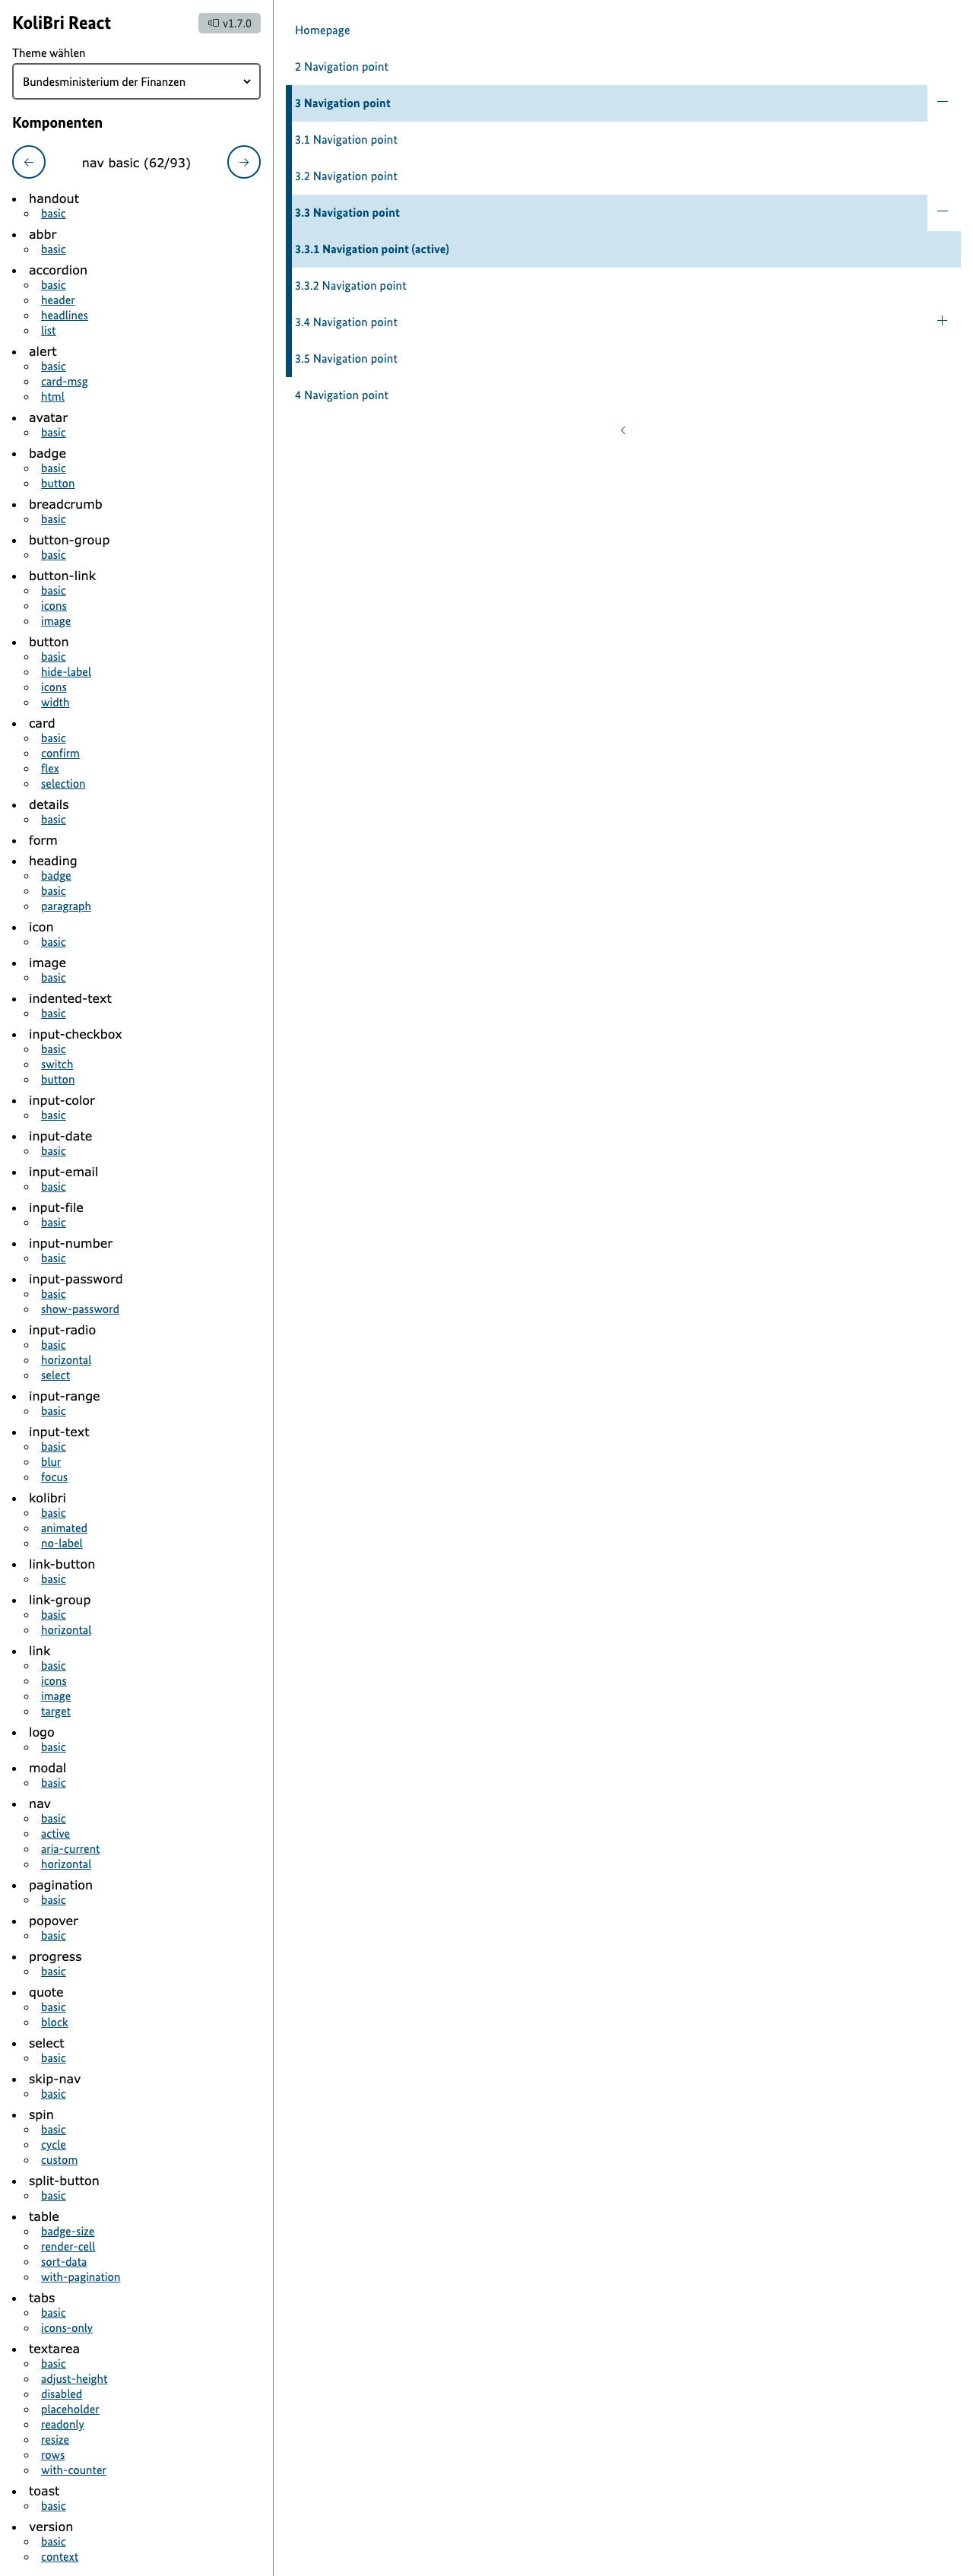 KoliBri React
v1.7.0
Theme wählen
Bundesministerium der Finanzen
Komponenten
nav basic (62/93)
handout
basic
abbr
basic
accordion
basic
header
headlines
list
alert
basic
card-msg
html
avatar
basic
badge
basic
button
breadcrumb
basic
button-group
basic
button-link
basic
icons
image
button
basic
hide-label
icons
width
card
basic
confirm
flex
selection
details
basic
form
heading
badge
basic
paragraph
icon
basic
image
basic
indented-text
basic
input-checkbox
basic
switch
button
input-color
basic
input-date
basic
input-email
basic
input-file
basic
input-number
basic
input-password
basic
show-password
input-radio
basic
horizontal
select
input-range
basic
input-text
basic
blur
focus
kolibri
basic
animated
no-label
link-button
basic
link-group
basic
horizontal
link
basic
icons
image
target
logo
basic
modal
basic
nav
basic
active
aria-current
horizontal
pagination
basic
popover
basic
progress
basic
quote
basic
block
select
basic
skip-nav
basic
spin
basic
cycle
custom
split-button
basic
table
badge-size
render-cell
sort-data
with-pagination
tabs
basic
icons-only
textarea
basic
adjust-height
disabled
placeholder
readonly
resize
rows
with-counter
toast
basic
version
basic
context
Homepage
2 Navigation point
3 Navigation point
3.1 Navigation point
3.2 Navigation point
3.3 Navigation point
3.3.1 Navigation point (active)
3.3.2 Navigation point
3.4 Navigation point
3.5 Navigation point
4 Navigation point